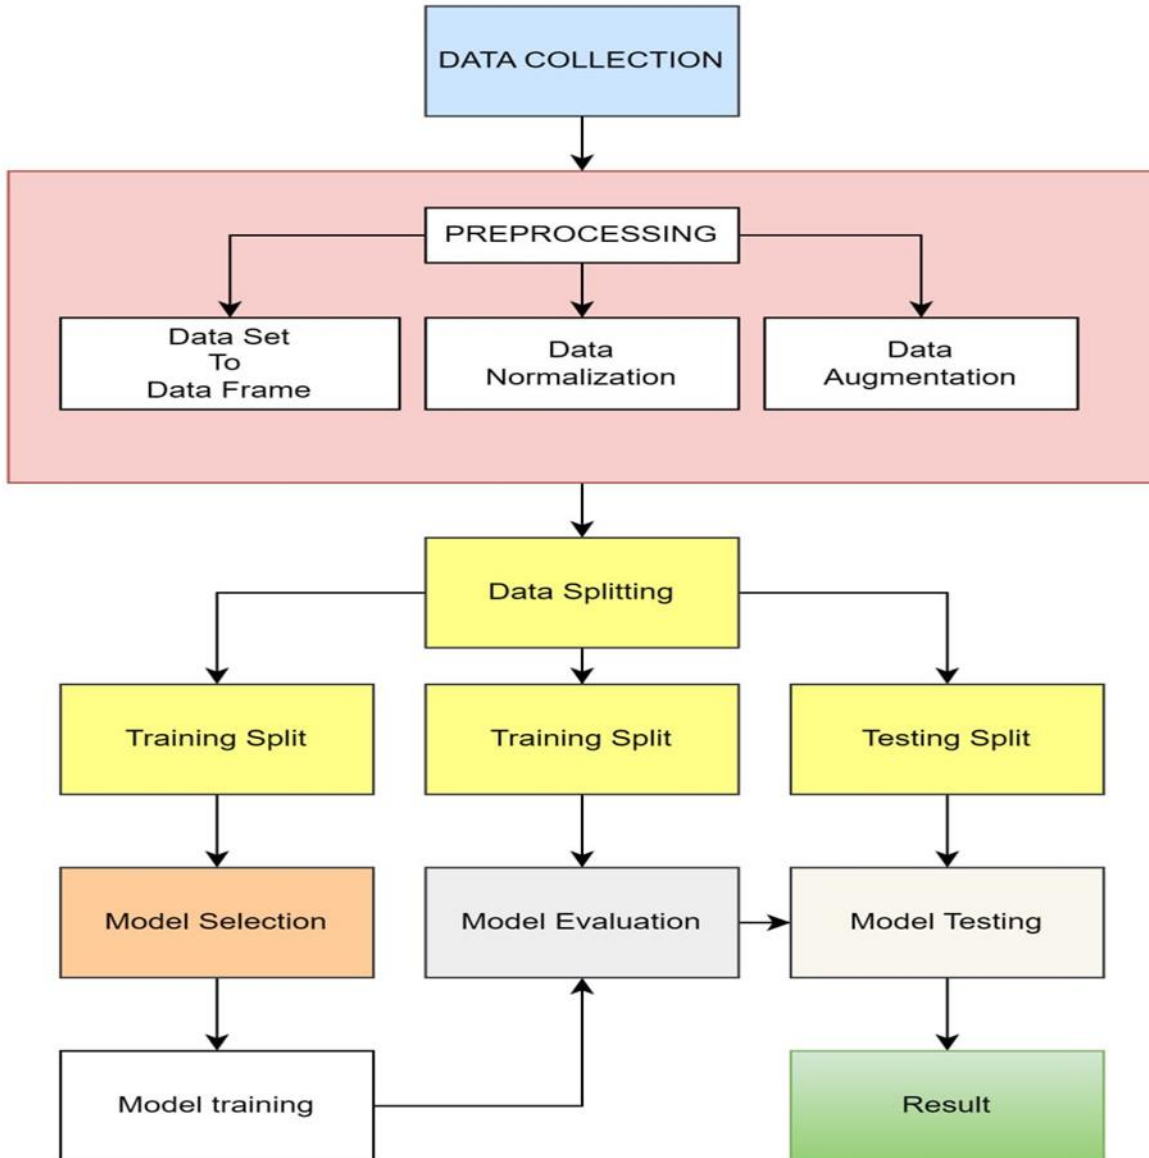 DATA COLLECTION
PREPROCESSING
Data Set
To
Data Frame
Data
Normalization
Data
Augmentation
Data Splitting
Training Split
Training Split
Testing Split
Model Selection
Model Evaluation
Model Testing
Model training
Result